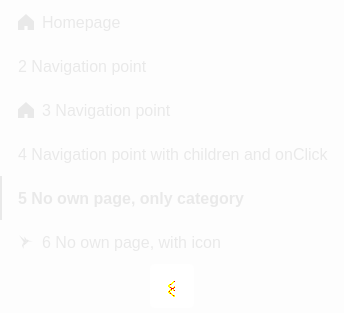 Homepage
2 Navigation point
3 Navigation point
4 Navigation point with children and onClick
5 No own page, only category
6 No own page, with icon